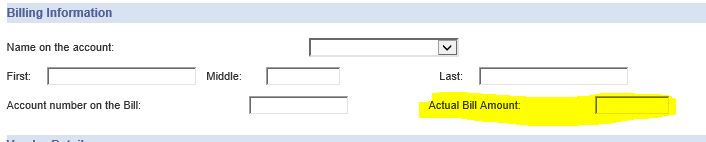 Billing Information
Name on the account:
First: Middle: Last:
Account number on the Bill: Actual Bill Amount: